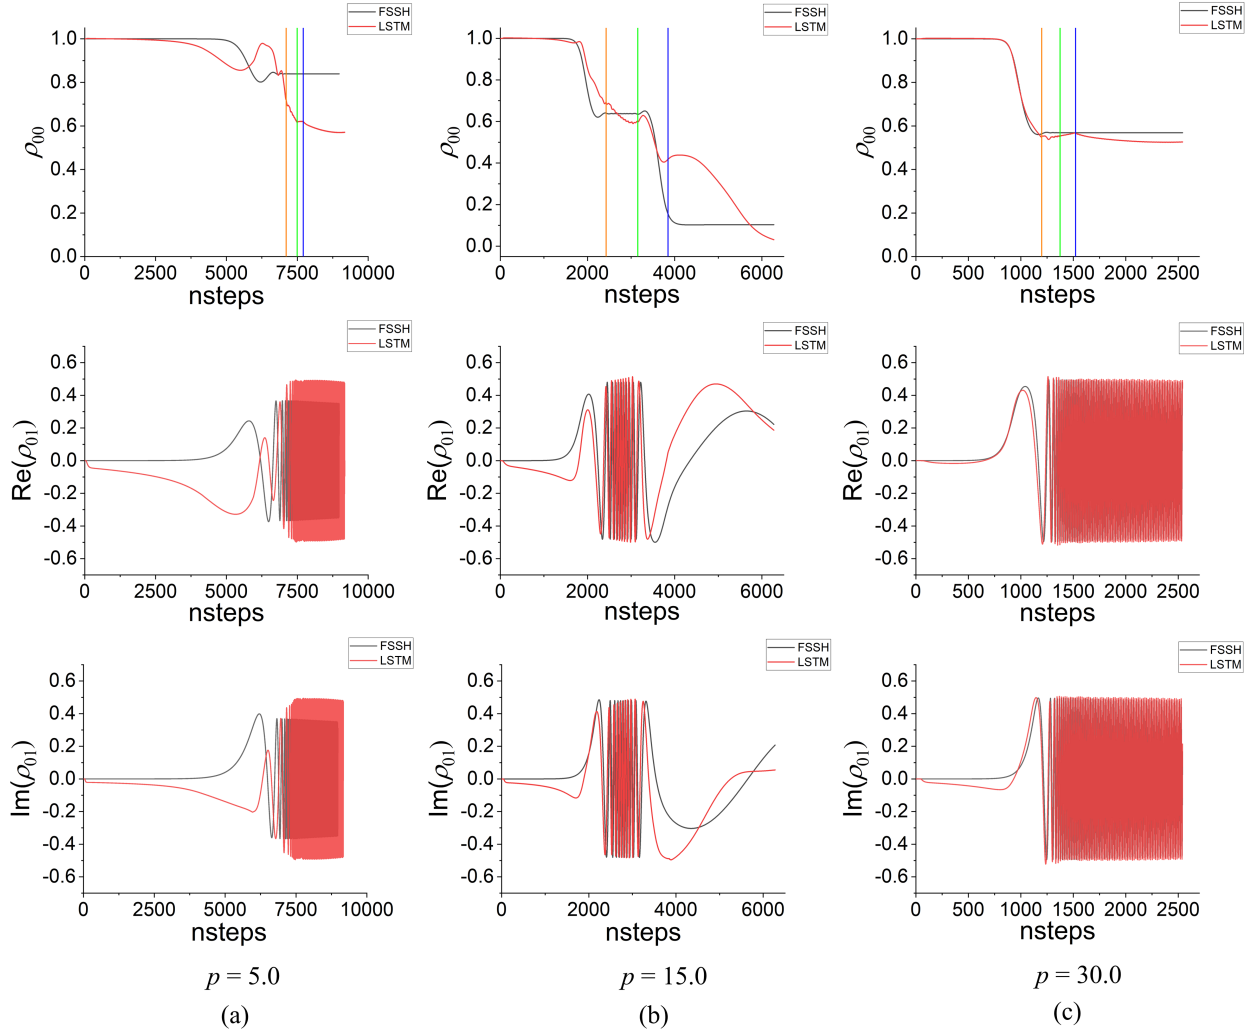 FSSH
LSTM
1.0
0.8
0.6
0.4
0.2
0.0
ρ00
0
2500
5000
7500
10000
nsteps
FSSH
LSTM
1.0
0.8
0.6
0.4
0.2
0.0
ρ00
0
2000
4000
6000
nsteps
FSSH
LSTM
1.0
0.8
0.6
0.4
0.2
0.0
ρ00
0
500
1000
1500
2000
2500
nsteps
FSSH
LSTM
0.6
0.4
0.2
0.0
-0.2
-0.4
-0.6
Re(ρ01)
0
2500
5000
7500
10000
nsteps
FSSH
LSTM
0.6
0.4
0.2
0.0
-0.2
-0.4
-0.6
Re(ρ01)
0
2000
4000
6000
nsteps
FSSH
LSTM
0.6
0.4
0.2
0.0
-0.2
-0.4
-0.6
Re(ρ01)
0
500
1000
1500
2000
2500
nsteps
FSSH
LSTM
0.6
0.4
0.2
0.0
-0.2
-0.4
-0.6
Im(ρ01)
0
2500
5000
7500
10000
nsteps
FSSH
LSTM
0.6
0.4
0.2
0.0
-0.2
-0.4
-0.6
Im(ρ01)
0
2000
4000
6000
nsteps
FSSH
LSTM
0.6
0.4
0.2
0.0
-0.2
-0.4
-0.6
Im(ρ01)
0
500
1000
1500
2000
2500
nsteps
p = 5.0
p = 15.0
p = 30.0
(a)
(b)
(c)